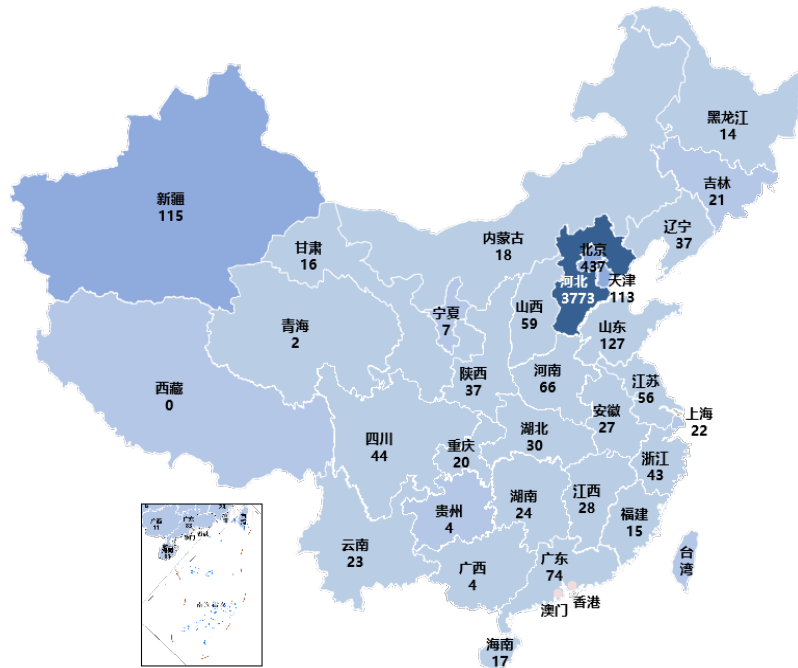 黑龙江
14
吉林
21
新疆
115
辽宁
37
内蒙古
18
甘肃
16
北京
437
天津
113
河北
3773
宁夏
7
山西
59
青海
2
山东
127
陕西
37
河南
66
江苏
56
西藏
0
安徽
27
上海
22
湖北
30
四川
44
重庆
20
浙江
43
湖南
24
江西
28
贵州
4
福建
15
云南
23
广西
4
广东
74
台
湾
香港
澳门
海南
17
广西
11
广东